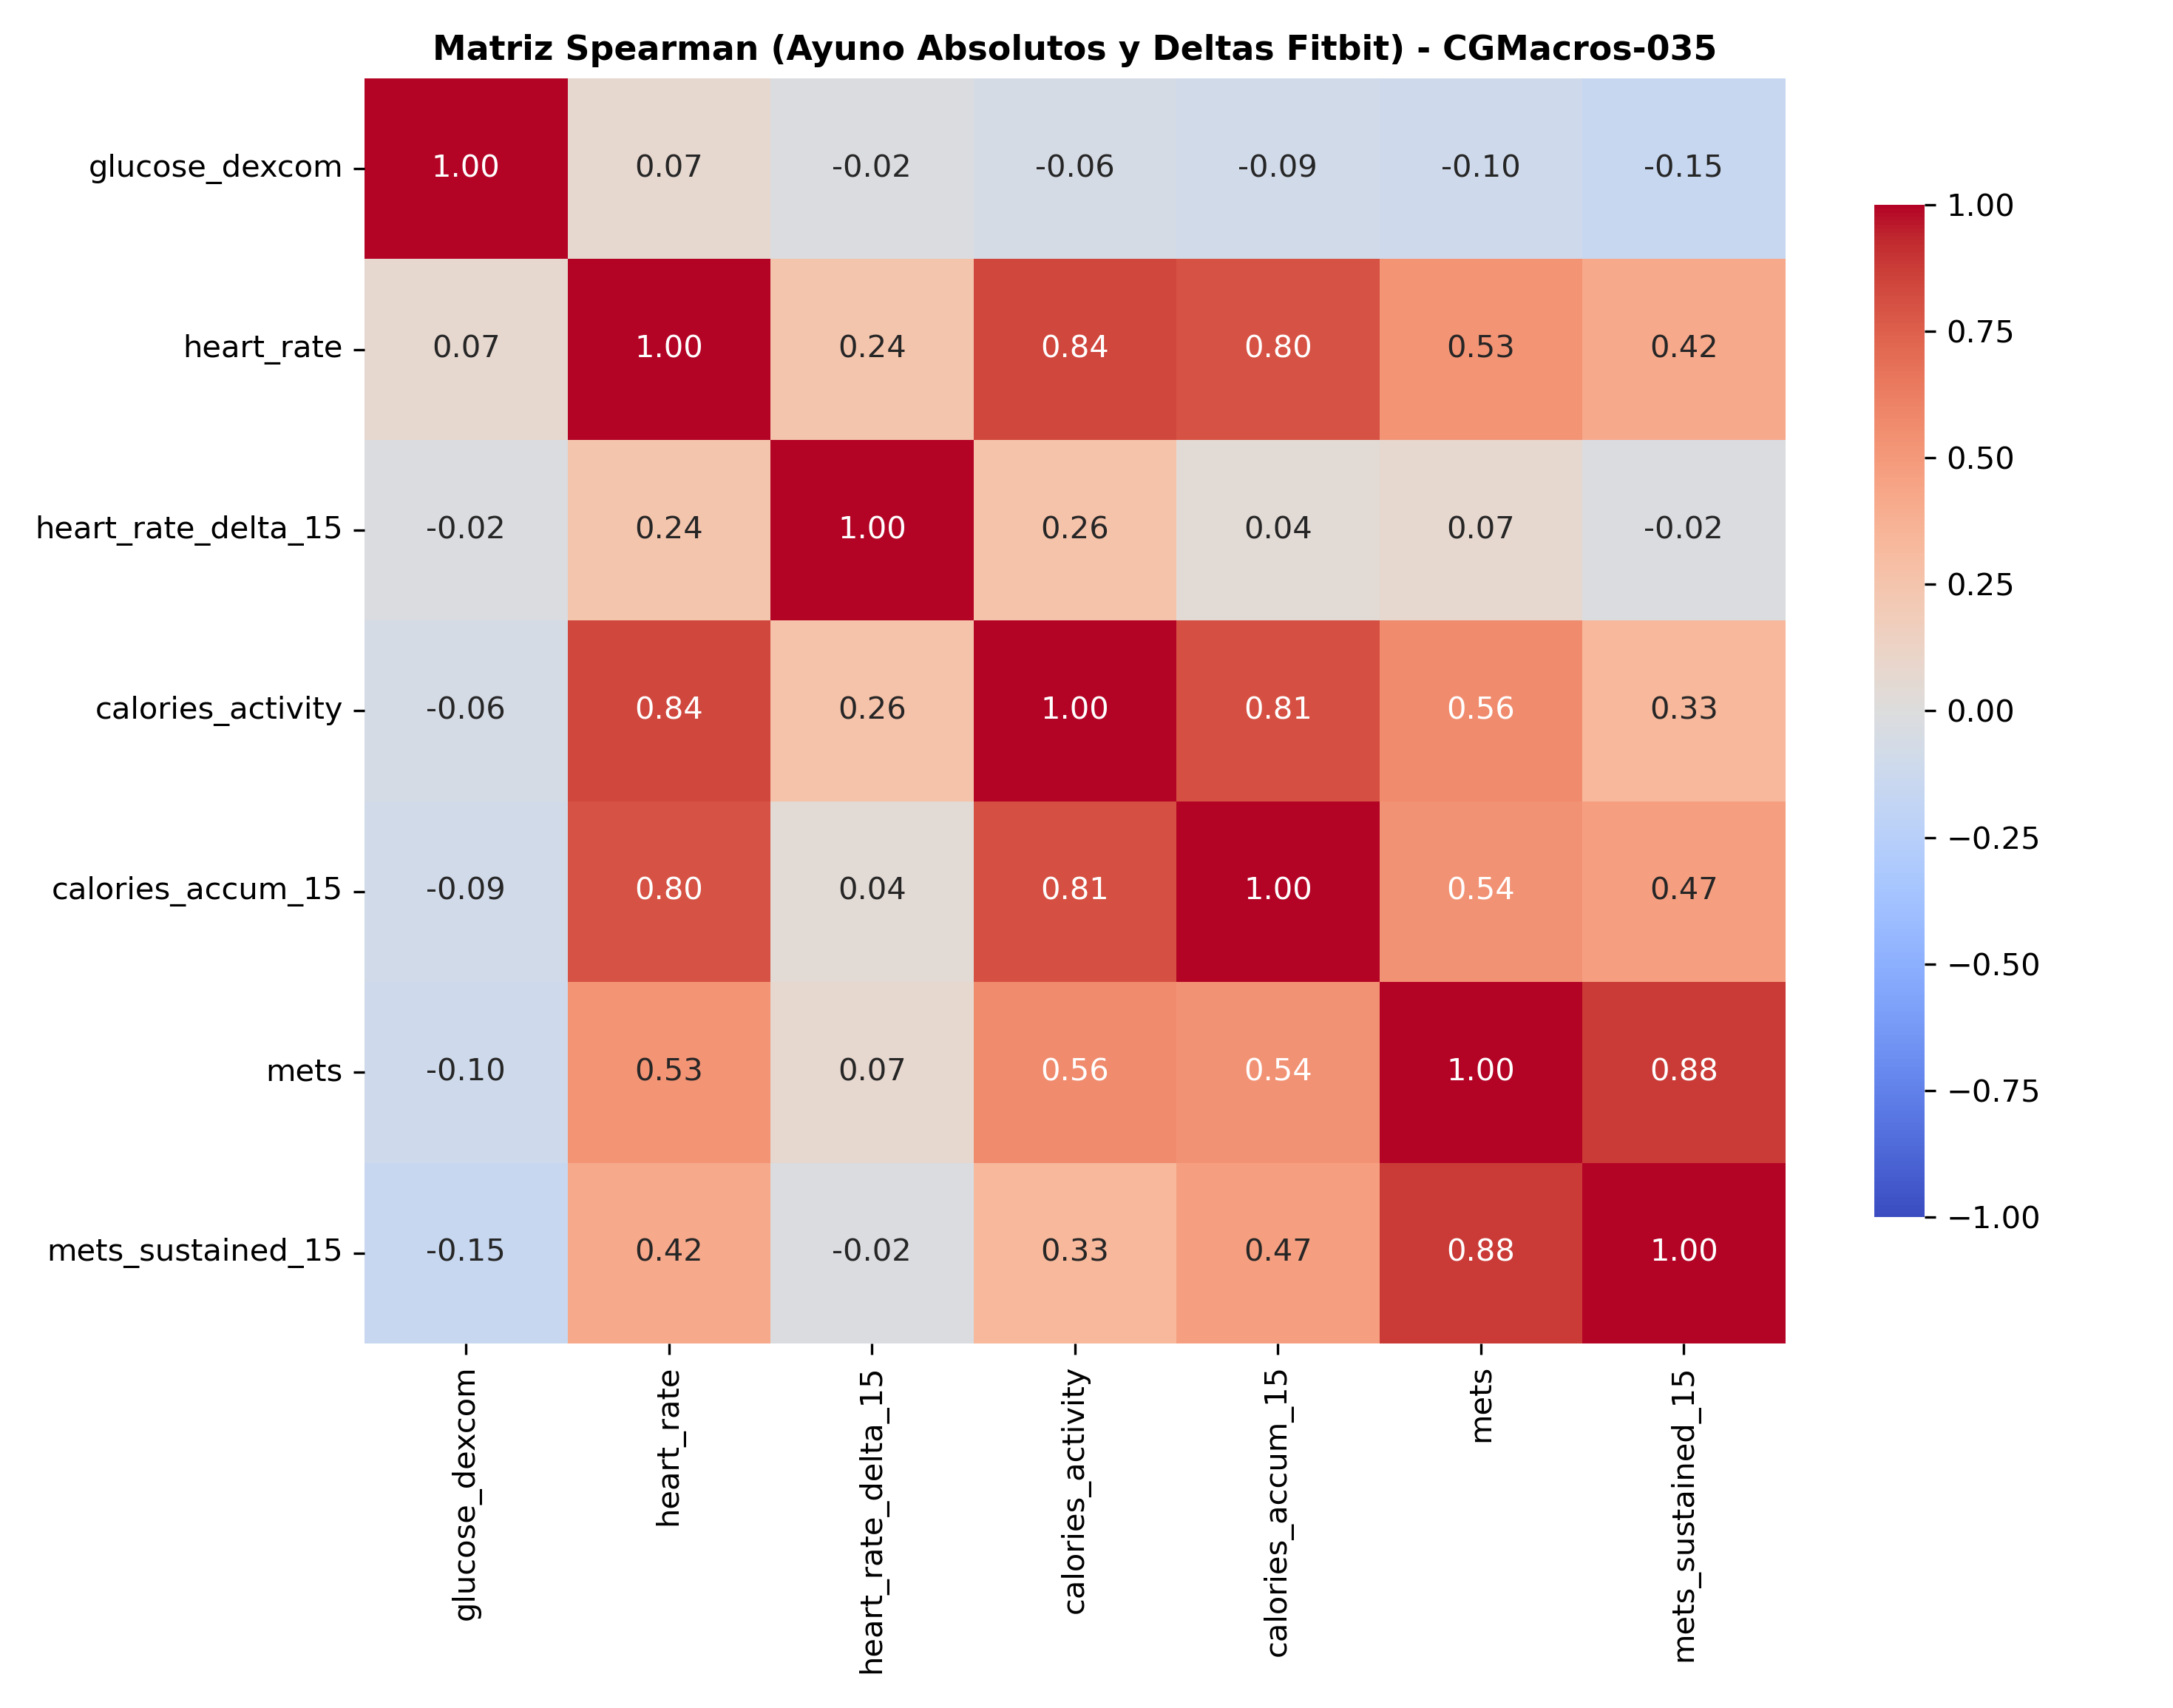 Matriz Spearman (Ayuno Absolutos y Deltas Fitbit) - CGMacros-035
glucose_dexcom 1.00 0.07 -0.02 -0.06 -0.09 -0.10 -0.15
heart_rate 0.07 1.00 0.24 0.84 0.80 0.53 0.42
heart_rate_delta_15 -0.02 0.24 1.00 0.26 0.04 0.07 -0.02
calories_activity -0.06 0.84 0.26 1.00 0.81 0.56 0.33
calories_accum_15 -0.09 0.80 0.04 0.81 1.00 0.54 0.47
mets -0.10 0.53 0.07 0.56 0.54 1.00 0.88
mets_sustained_15 -0.15 0.42 -0.02 0.33 0.47 0.88 1.00
glucose_dexcom
heart_rate
heart_rate_delta_15
calories_activity
calories_accum_15
mets
mets_sustained_15
1.00
0.75
0.50
0.25
0.00
−0.25
−0.50
−0.75
−1.00